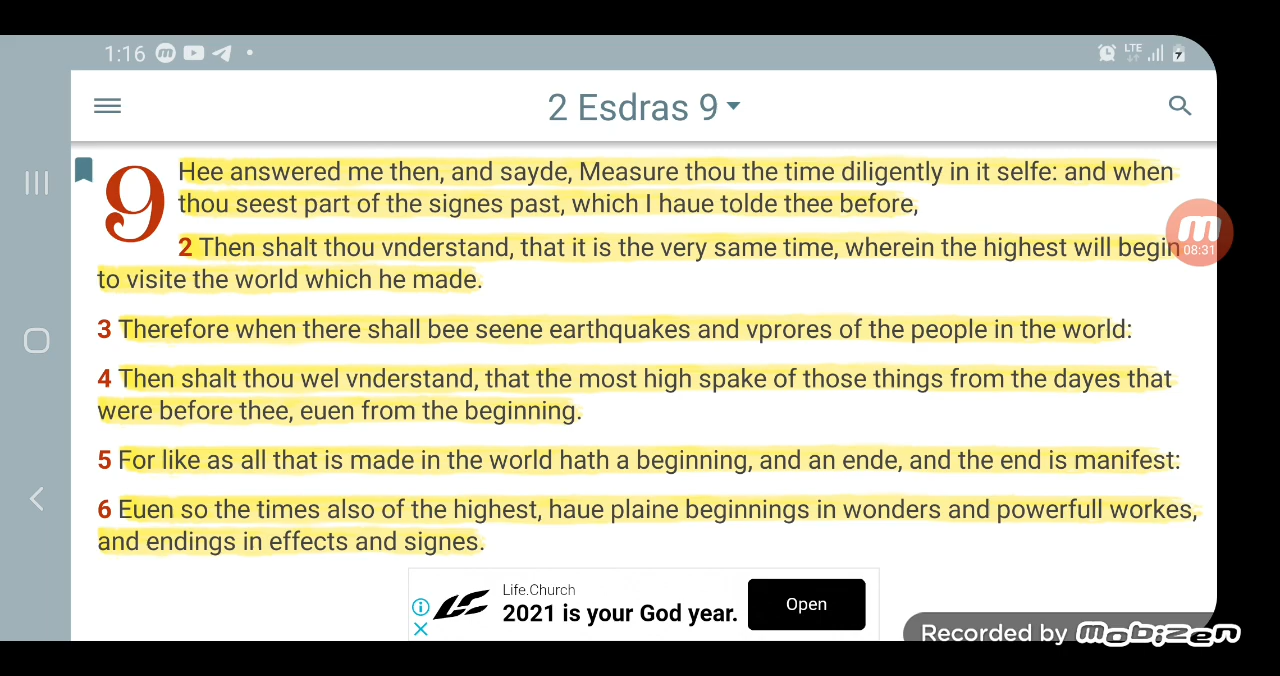 1:16
LTE
2 Esdras 9
9 Hee answered me then, and sayde, Measure thou the time diligently in it selfe: and when
thou seest part of the signes past, which I haue tolde thee before,
2 Then shalt thou vnderstand, that it is the very same time, wherein the highest will begin
08:31
to visite the world which he made.
3 Therefore when there shall bee seene earthquakes and vprores of the people in the world:
4 Then shalt thou wel vnderstand, that the most high spake of those things from the dayes that
were before thee, euen from the beginning.
5 For like as all that is made in the world hath a beginning, and an ende, and the end is manifest:
6 Euen so the times also of the highest, haue plaine beginnings in wonders and powerfull workes,
and endings in effects and signes.
Life.Church
2021 is your God year.
Open
Recorded by Mobizen